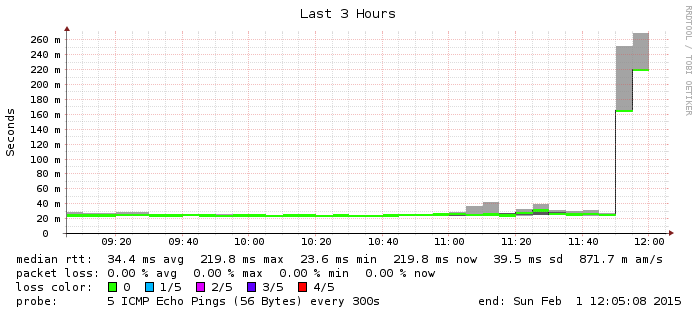 Last 3 Hours
RRDTOOL / TOBI OETIKER
Seconds
260 m
240 m
220 m
200 m
180 m
160 m
140 m
120 m
100 m
80 m
60 m
40 m
20 m
0
09:20 09:40 10:00 10:20 10:40 11:00 11:20 11:40 12:00
median rtt: 34.4 ms avg 219.8 ms max 23.6 ms min 219.8 ms now 39.5 ms sd 871.7 m am/s
packet loss: 0.00 % avg 0.00 % max 0.00 % min 0.00 % now
loss color: 0 1/5 2/5 3/5 4/5
probe: 5 ICMP Echo Pings (56 Bytes) every 300s end: Sun Feb 1 12:05:08 2015